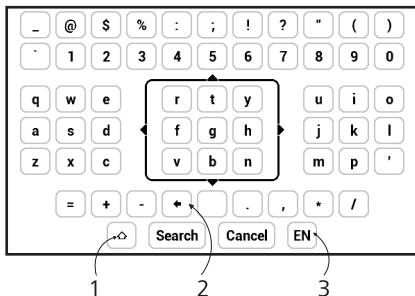 _ @ $ % : ; ! ? " ( )
` 1 2 3 4 5 6 7 8 9 0
q w e r t y u i o
a s d f g h j k l
z x c v b n m p '
= + - . , * /
Search Cancel EN
1 2 3